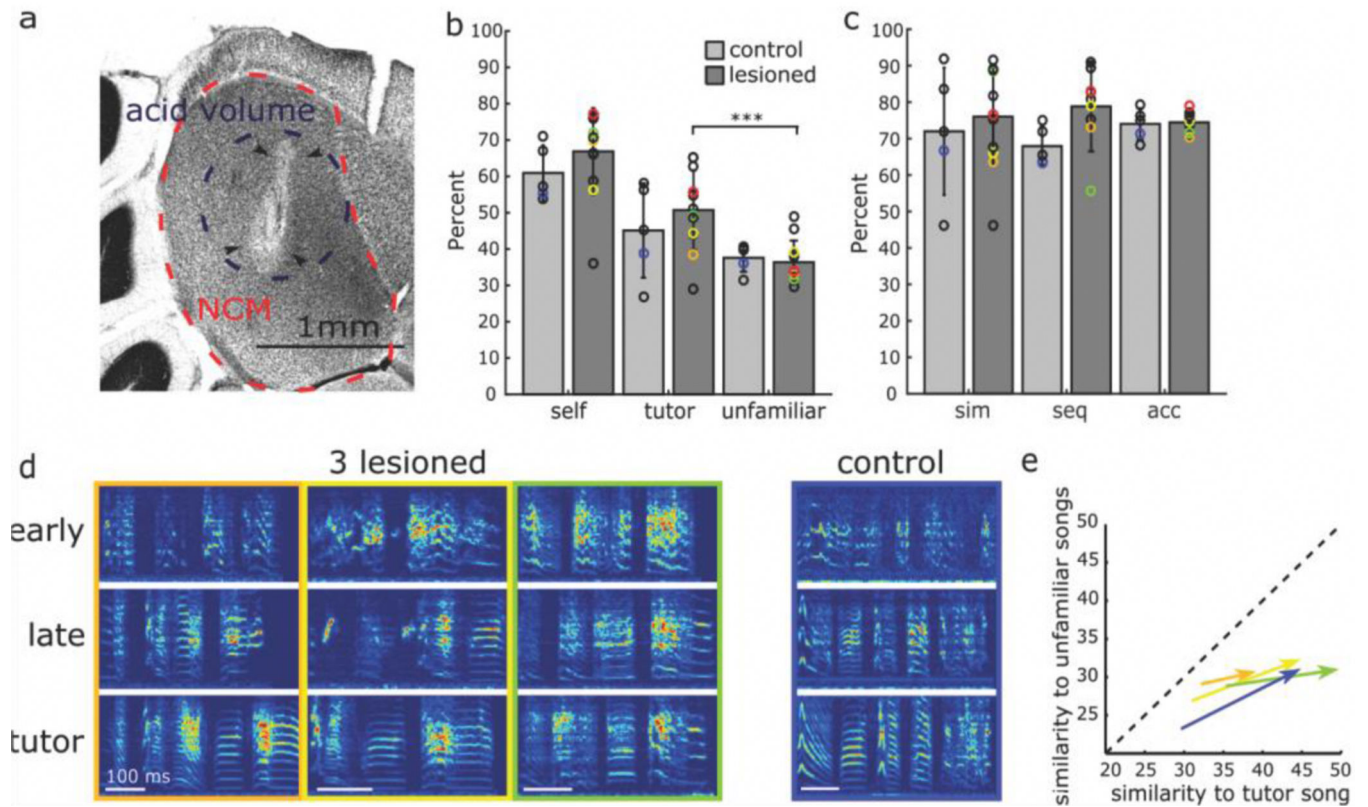 a
acid volume
NCM
1mm
b
100
90
80
70
60
50
40
30
20
10
0
Percent
control
lesioned
***
self tutor unfamiliar
c
100
90
80
70
60
50
40
30
20
10
0
Percent
sim seq acc
d
3 lesioned
control
early
late
tutor
100 ms
e
similarity to unfamiliar songs
50
45
40
35
30
25
20 25 30 35 40 45 50
similarity to tutor song